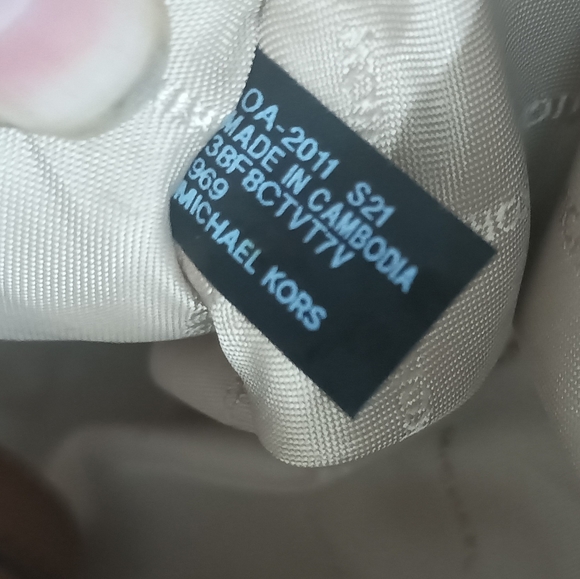 OA-2011 S21
MADE IN CAMBODIA
38F8CTVT7V
969
MICHAEL KORS